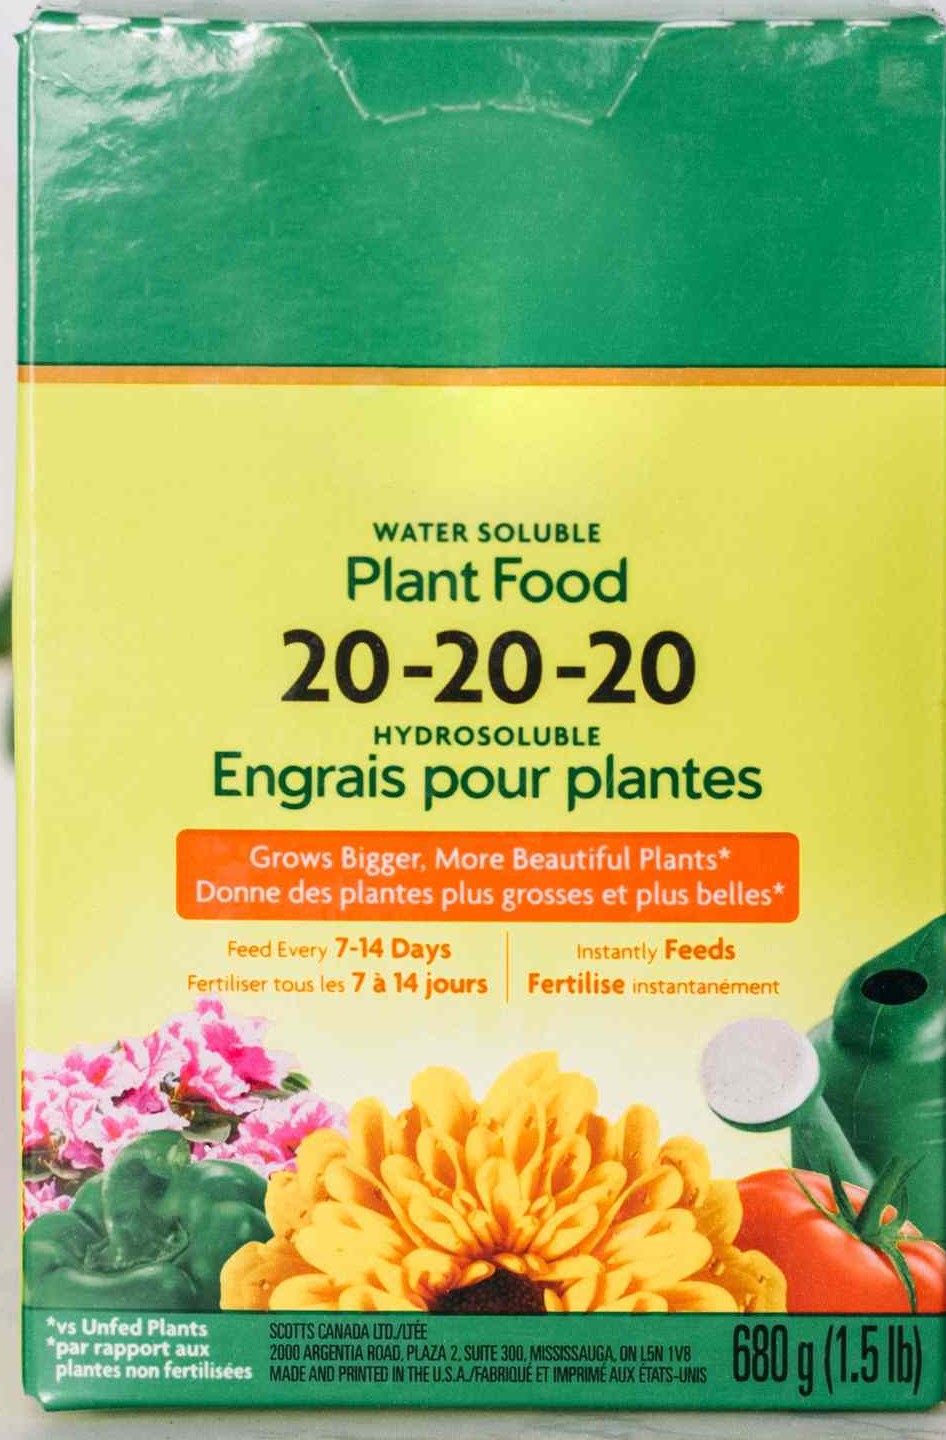 WATER SOLUBLE
Plant Food
20-20-20
HYDROSOLUBLE
Engrais pour plantes
Grows Bigger, More Beautiful Plants*
Donne des plantes plus grosses et plus belles*
Feed Every 7-14 Days
Fertiliser tous les 7 à 14 jours
Instantly Feeds
Fertilise instantanément
*vs Unfed Plants
*par rapport aux
plantes non fertilisées
SCOTTS CANADA LTD./LTÉE
2000 ARGENTIA ROAD, PLAZA 2, SUITE 300, MISSISSAUGA, ON L5N 1V8
MADE AND PRINTED IN THE U.S.A./FABRIQUÉ ET IMPRIMÉ AUX ÉTATS-UNIS
680 g (1.5 lb)